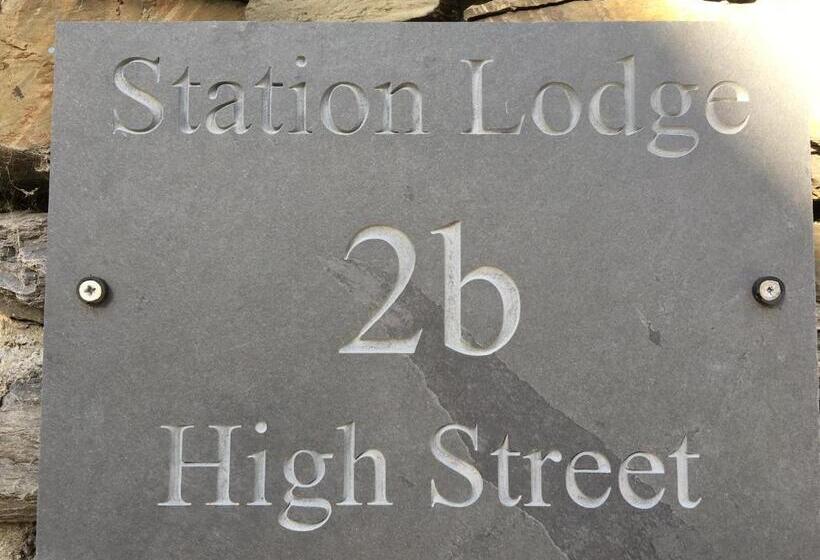 Station Lodge
2b
High Street